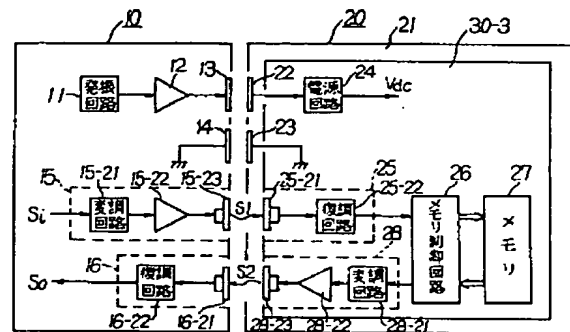 10
20
21
30-3
11
発振回路
12
13
22
電源回路
24
Vdc
14
23
15
15-21
変調回路
15-22
15-23
S1
25-21
復調回路
25-22
25
26
メモリ制御回路
27
メモリ
Si
So
16
復調回路
16-22
16-21
S2
28-23
28-22
変調回路
28-21
28